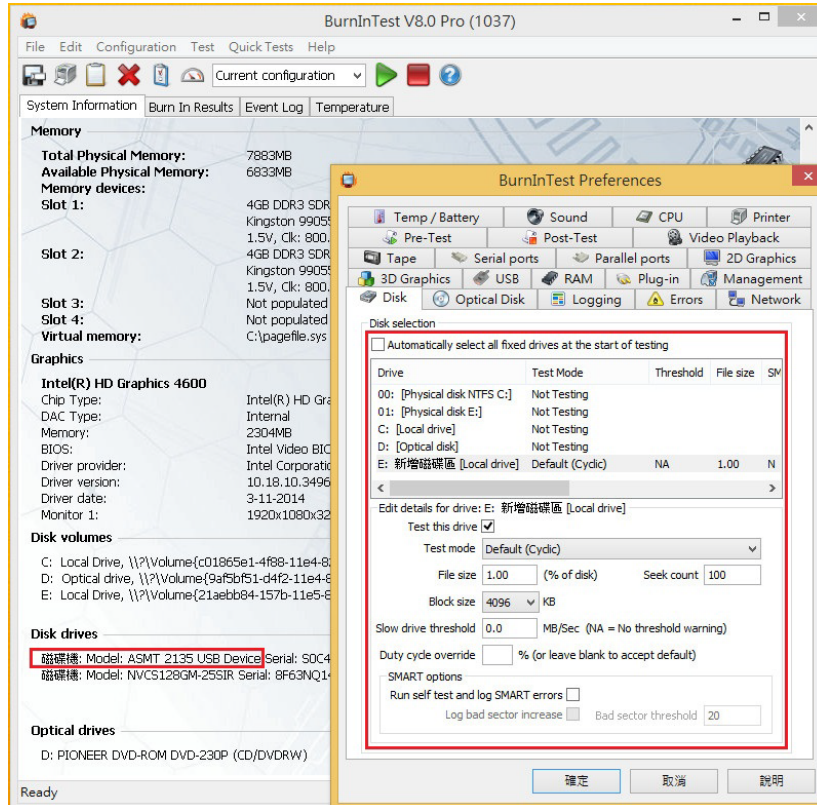 BurnInTest V8.0 Pro (1037)
File Edit Configuration Test Quick Tests Help
Current configuration
System Information Burn In Results Event Log Temperature
Memory
Total Physical Memory: 7883MB
Available Physical Memory: 6833MB
Memory devices:
Slot 1: 4GB DDR3 SDR
Kingston 99055
1.5V, Clk: 800.
Slot 2: 4GB DDR3 SDR
Kingston 99055
1.5V, Clk: 800.
Slot 3: Not populated
Slot 4: Not populated
Virtual memory: C:\pagefile.sys
Graphics
Intel(R) HD Graphics 4600
Chip Type: Intel(R) HD Gra
DAC Type: Internal
Memory: 2304MB
BIOS: Intel Video BIO
Driver provider: Intel Corporatio
Driver version: 10.18.10.3496
Driver date: 3-11-2014
Monitor 1: 1920x1080x32
Disk volumes
C: Local Drive, \\?\Volume{c01865e1-4f88-11e4-82
D: Optical drive, \\?\Volume{9af5bf51-d4f2-11e4-8
E: Local Drive, \\?\Volume{21aebb84-157b-11e5-8
Disk drives
磁碟機: Model: ASMT 2135 USB Device Serial: S0C4
磁碟機: Model: NVCS128GM-25SIR Serial: 8F63NQ14
Optical drives
D: PIONEER DVD-ROM DVD-230P (CD/DVDRW)
Ready
BurnInTest Preferences
Temp / Battery Sound CPU Printer
Pre-Test Post-Test Video Playback
Tape Serial ports Parallel ports 2D Graphics
3D Graphics USB RAM Plug-in Management
Disk Optical Disk Logging Errors Network
Disk selection
Automatically select all fixed drives at the start of testing
Drive Test Mode Threshold File size SM
00: [Physical disk NTFS C:] Not Testing
01: [Physical disk E:] Not Testing
C: [Local drive] Not Testing
D: [Optical disk] Not Testing
E: 新增磁碟區 [Local drive] Default (Cyclic) NA 1.00 N
Edit details for drive: E: 新增磁碟區 [Local drive]
Test this drive
Test mode Default (Cyclic)
File size 1.00 (% of disk) Seek count 100
Block size 4096 KB
Slow drive threshold 0.0 MB/Sec (NA = No threshold warning)
Duty cycle override % (or leave blank to accept default)
SMART options
Run self test and log SMART errors
Log bad sector increase Bad sector threshold 20
確定 取消 說明